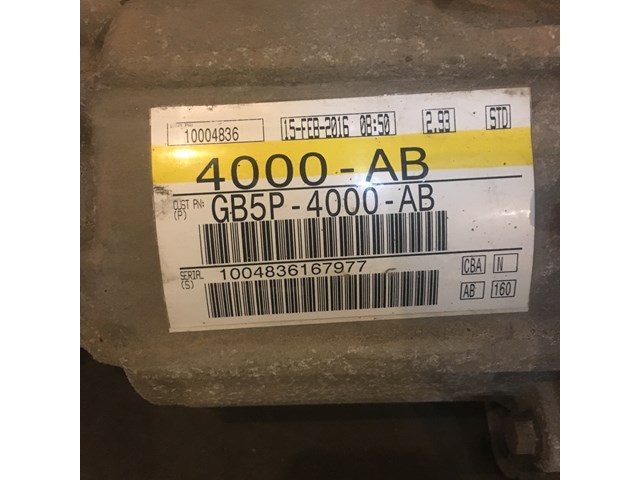 10004836 15-FEB-2016 08:50 2.93 STD
4000-AB
CUST PN: GB5P-4000-AB
(P)
SERIAL 1004836167977 CBA N
(S) AB 160